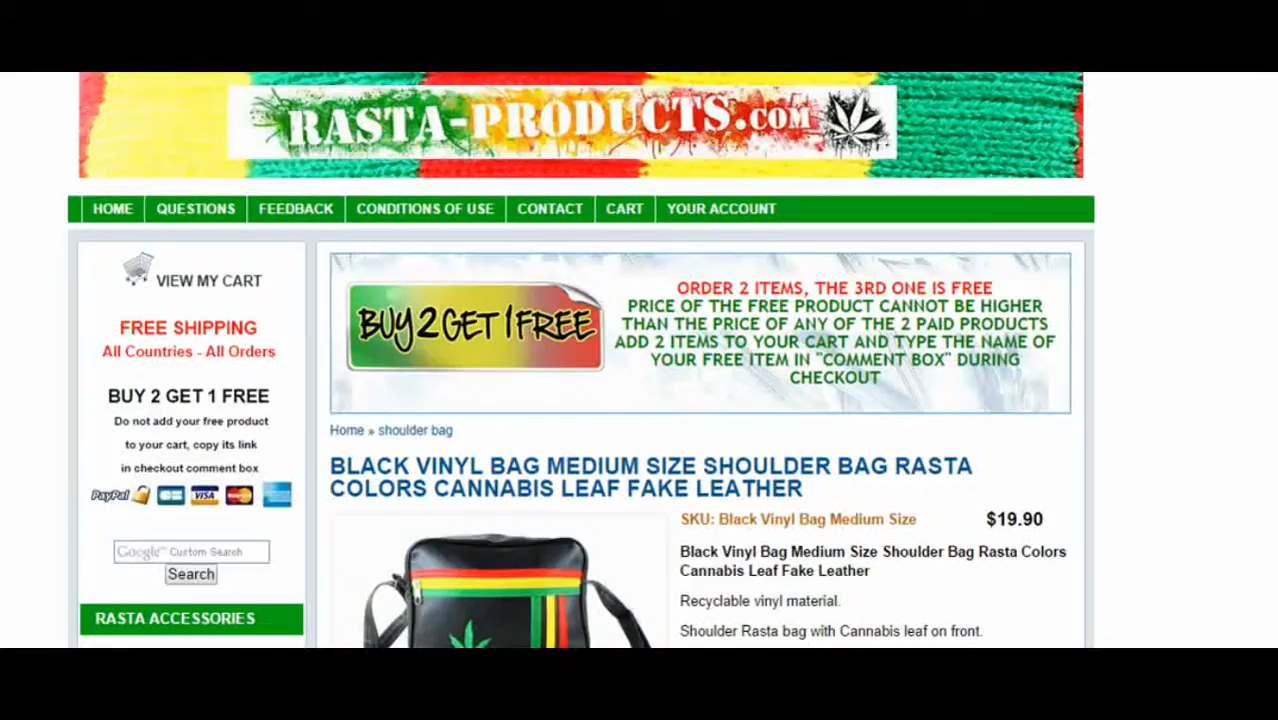 RASTA-PRODUCTS.COM
HOME
QUESTIONS
FEEDBACK
CONDITIONS OF USE
CONTACT
CART
YOUR ACCOUNT
VIEW MY CART
FREE SHIPPING
All Countries - All Orders
BUY 2 GET 1 FREE
Do not add your free product
to your cart, copy its link
in checkout comment box
PayPal
VISA
Google™ Custom Search
Search
RASTA ACCESSORIES
BUY 2 GET 1 FREE
ORDER 2 ITEMS, THE 3RD ONE IS FREE
PRICE OF THE FREE PRODUCT CANNOT BE HIGHER
THAN THE PRICE OF ANY OF THE 2 PAID PRODUCTS
ADD 2 ITEMS TO YOUR CART AND TYPE THE NAME OF
YOUR FREE ITEM IN "COMMENT BOX" DURING
CHECKOUT
Home » shoulder bag
BLACK VINYL BAG MEDIUM SIZE SHOULDER BAG RASTA
COLORS CANNABIS LEAF FAKE LEATHER
SKU: Black Vinyl Bag Medium Size
$19.90
Black Vinyl Bag Medium Size Shoulder Bag Rasta Colors
Cannabis Leaf Fake Leather
Recyclable vinyl material.
Shoulder Rasta bag with Cannabis leaf on front.